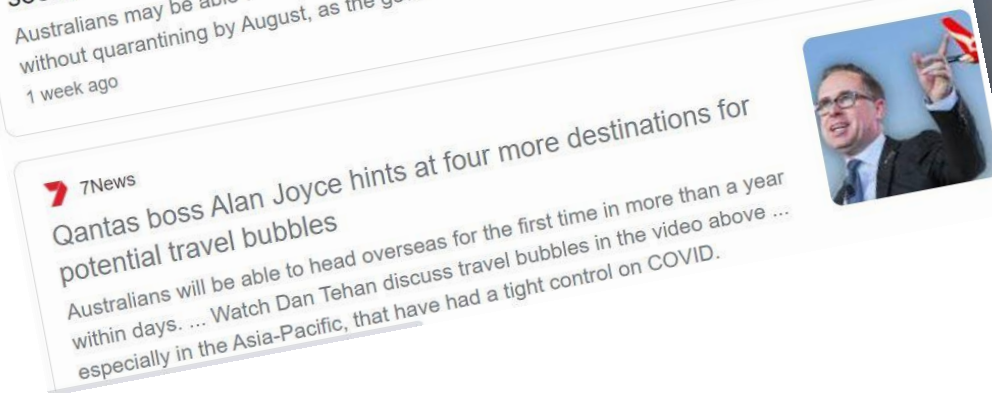 Australians may be able
without quarantining by August, as the go
1 week ago
7News
Qantas boss Alan Joyce hints at four more destinations for
potential travel bubbles
Australians will be able to head overseas for the first time in more than a year
within days. ... Watch Dan Tehan discuss travel bubbles in the video above ...
especially in the Asia-Pacific, that have had a tight control on COVID.